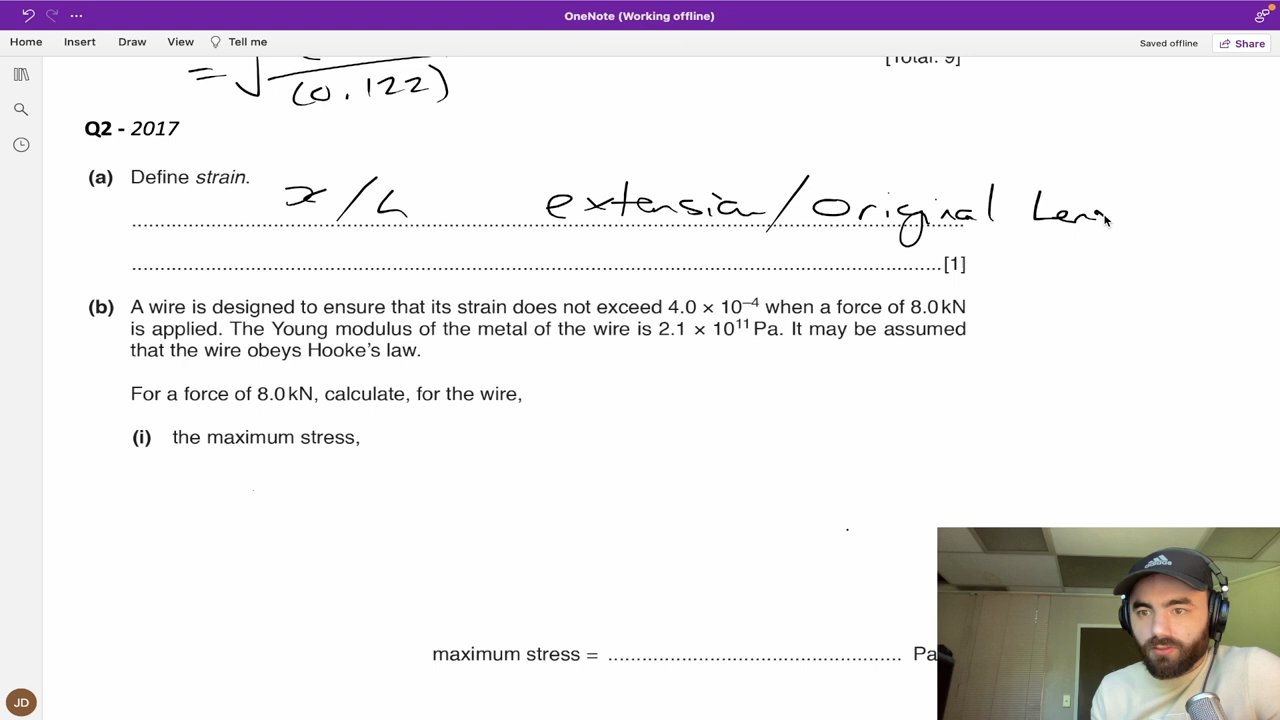 OneNote (Working offline)
Home Insert Draw View Tell me
Saved offline Share
= √ (0.122)
[Total: 9]
Q2 - 2017
(a) Define strain.
x/L extension/original Len
[1]
(b) A wire is designed to ensure that its strain does not exceed 4.0 × 10⁻⁴ when a force of 8.0 kN
is applied. The Young modulus of the metal of the wire is 2.1 × 10¹¹ Pa. It may be assumed
that the wire obeys Hooke's law.
For a force of 8.0 kN, calculate, for the wire,
(i) the maximum stress,
adidas
maximum stress = .................................................... Pa
JD